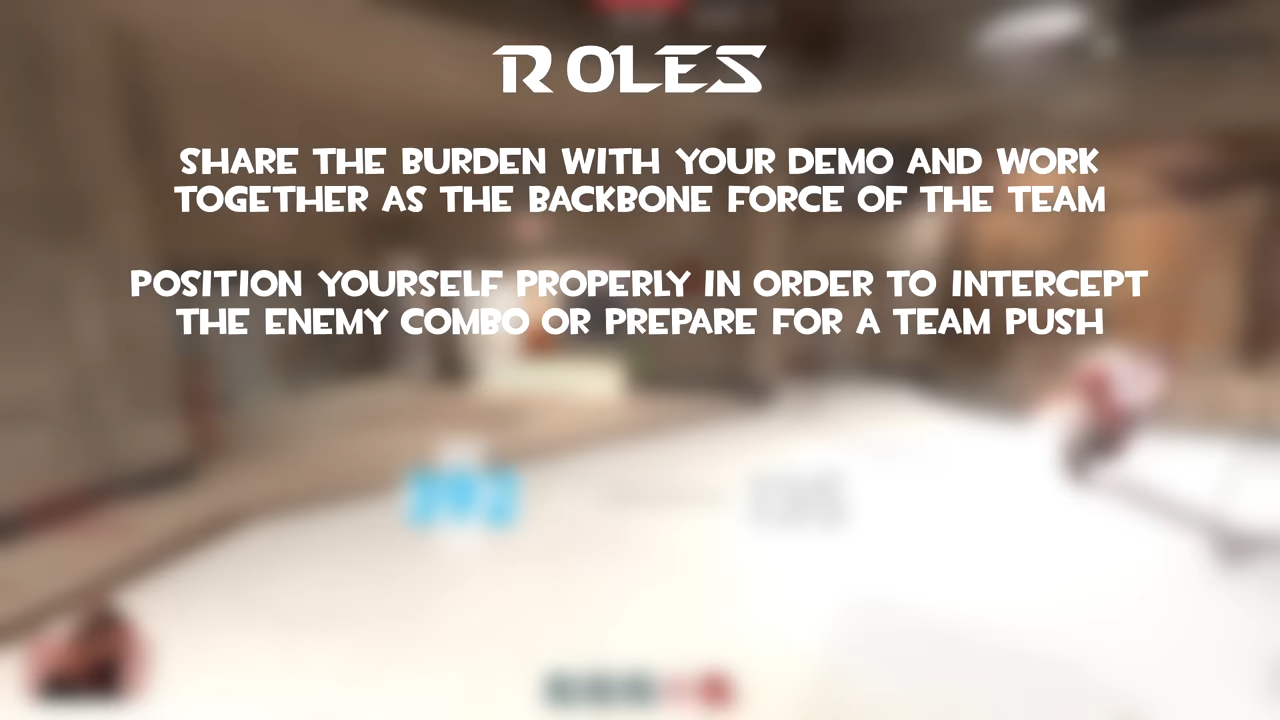 ROLES
SHARE THE BURDEN WITH YOUR DEMO AND WORK
TOGETHER AS THE BACKBONE FORCE OF THE TEAM
POSITION YOURSELF PROPERLY IN ORDER TO INTERCEPT
THE ENEMY COMBO OR PREPARE FOR A TEAM PUSH